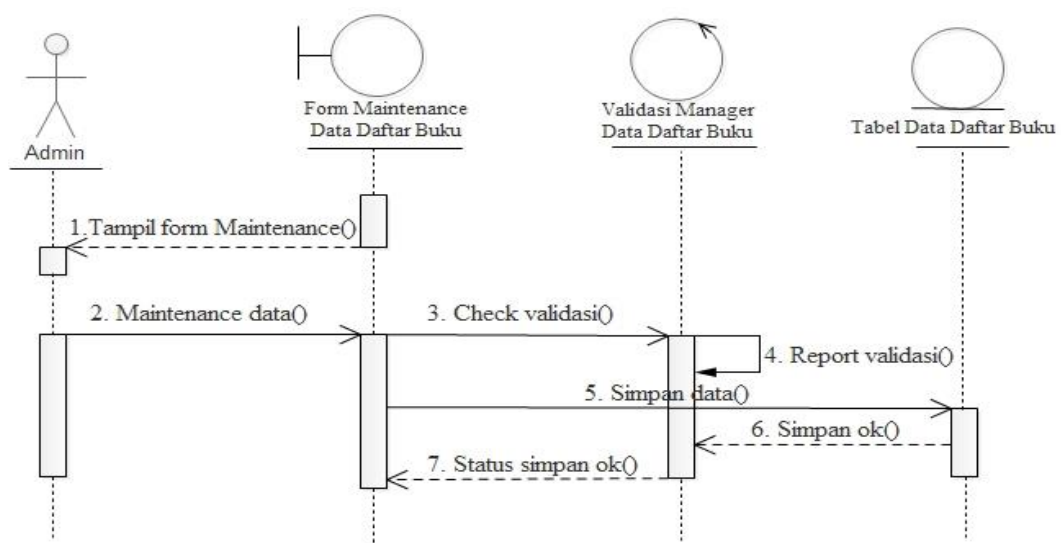 Admin
Form Maintenance
Data Daftar Buku
Validasi Manager
Data Daftar Buku
Tabel Data Daftar Buku
1.Tampil form Maintenance()
2. Maintenance data()
3. Check validasi()
4. Report validasi()
5. Simpan data()
6. Simpan ok()
7. Status simpan ok()